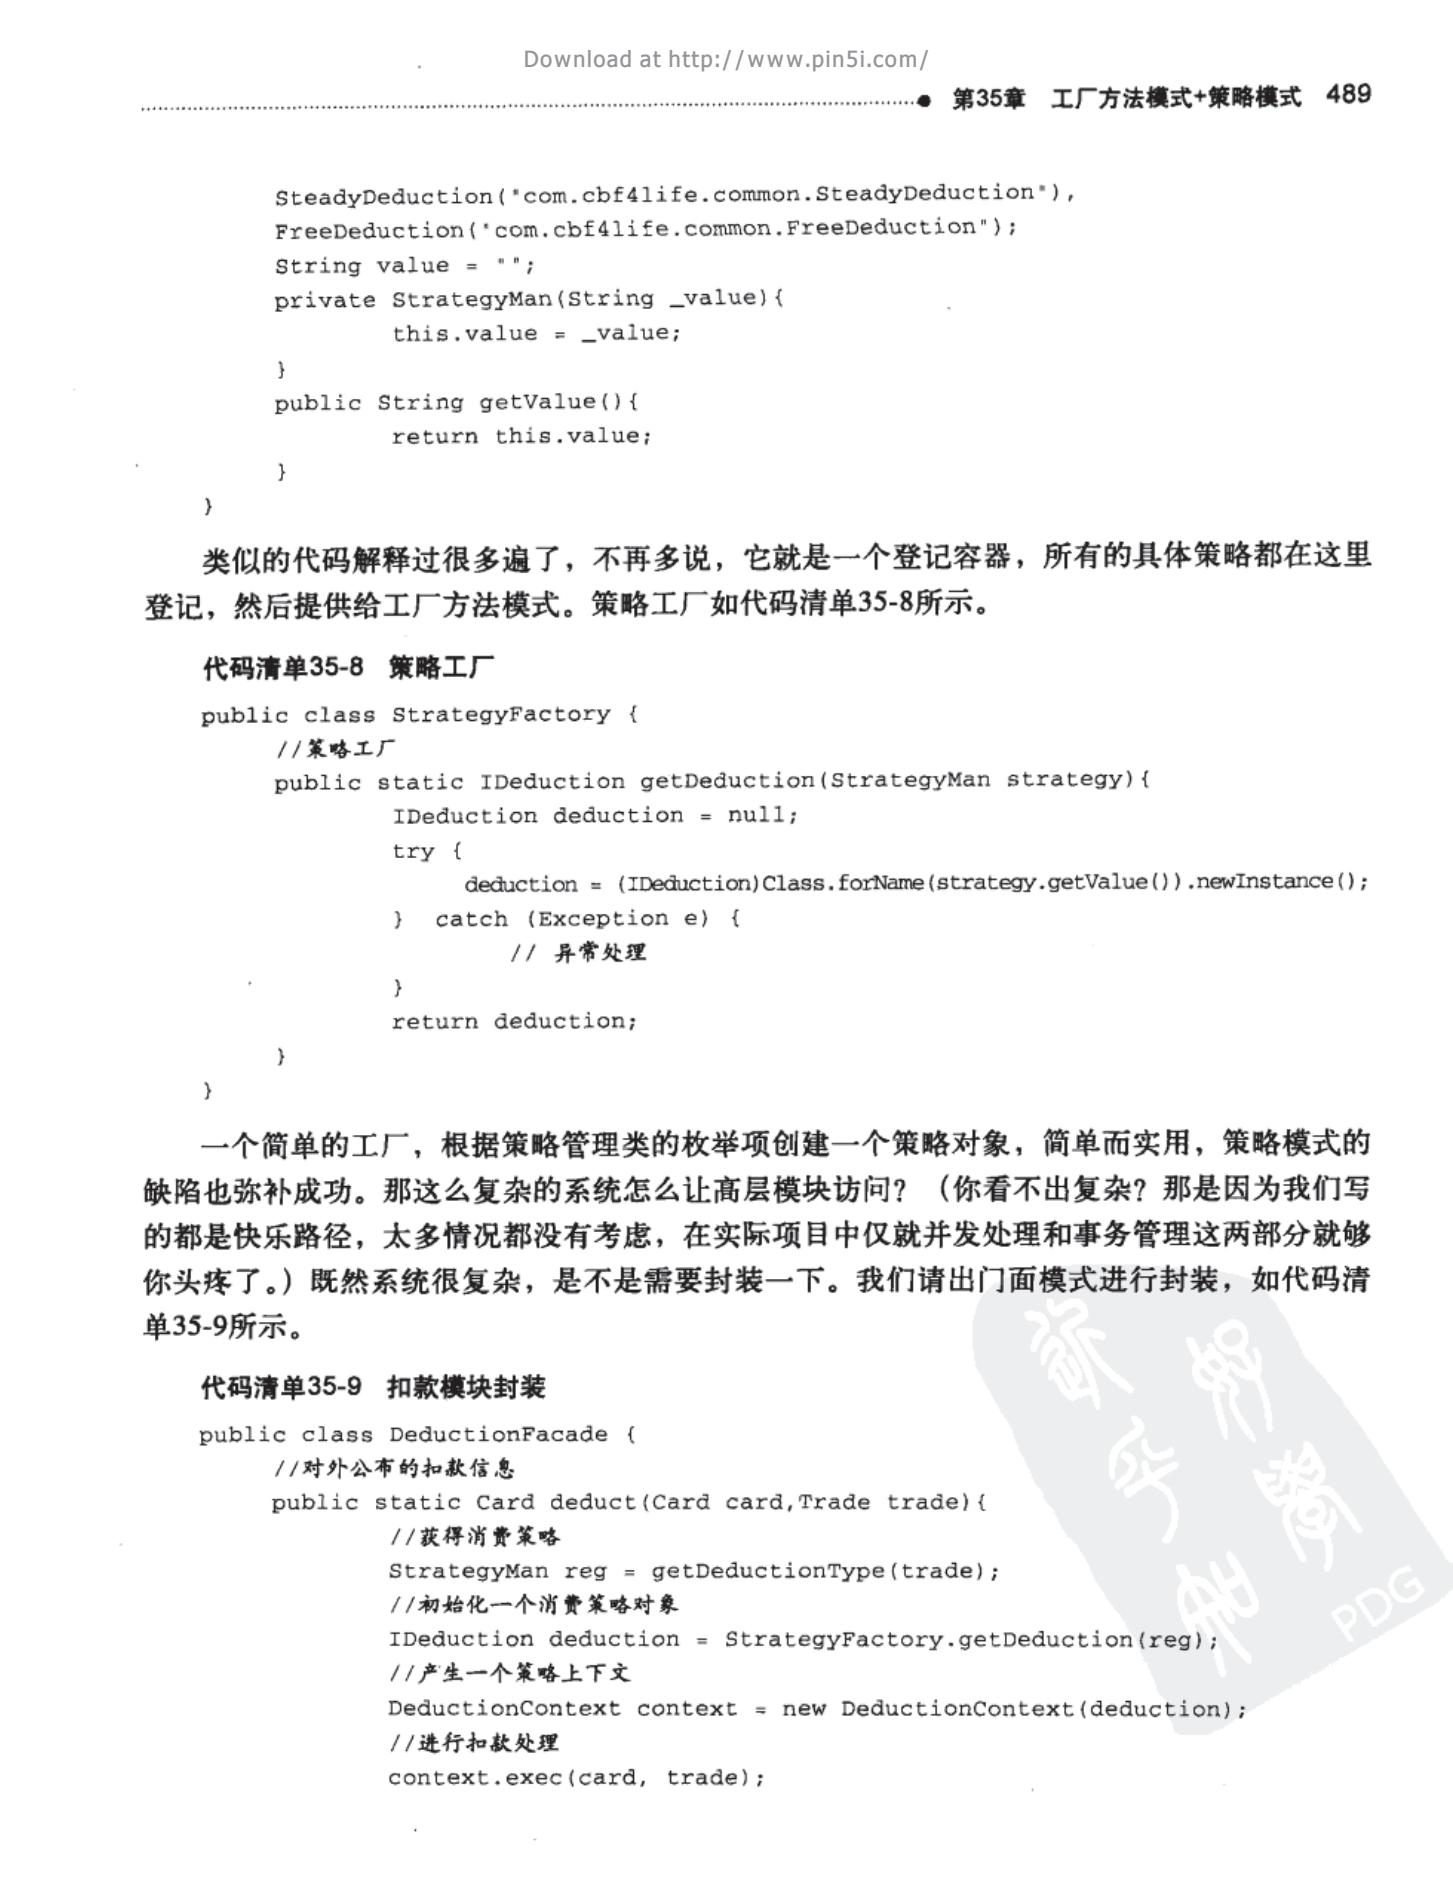 Download at http://www.pin5i.com/
第35章 工厂方法模式+策略模式 489
SteadyDeduction("com.cbf4life.common.SteadyDeduction"),
FreeDeduction("com.cbf4life.common.FreeDeduction");
String value = "";
private StrategyMan(String _value){
this.value = _value;
}
public String getValue(){
return this.value;
}
}
类似的代码解释过很多遍了，不再多说，它就是一个登记容器，所有的具体策略都在这里
登记，然后提供给工厂方法模式。策略工厂如代码清单35-8所示。
代码清单35-8 策略工厂
public class StrategyFactory {
//策略工厂
public static IDeduction getDeduction(StrategyMan strategy){
IDeduction deduction = null;
try {
deduction = (IDeduction)Class.forName(strategy.getValue()).newInstance();
} catch (Exception e) {
// 异常处理
}
return deduction;
}
}
一个简单的工厂，根据策略管理类的枚举项创建一个策略对象，简单而实用，策略模式的
缺陷也弥补成功。那这么复杂的系统怎么让高层模块访问？（你看不出复杂？那是因为我们写
的都是快乐路径，太多情况都没有考虑，在实际项目中仅就并发处理和事务管理这两部分就够
你头疼了。）既然系统很复杂，是不是需要封装一下。我们请出门面模式进行封装，如代码清
单35-9所示。
代码清单35-9 扣款模块封装
public class DeductionFacade {
//对外公布的扣款信息
public static Card deduct(Card card,Trade trade){
//获得消费策略
StrategyMan reg = getDeductionType(trade);
//初始化一个消费策略对象
IDeduction deduction = StrategyFactory.getDeduction(reg);
//产生一个策略上下文
DeductionContext context = new DeductionContext(deduction);
//进行扣款处理
context.exec(card, trade);
PDG